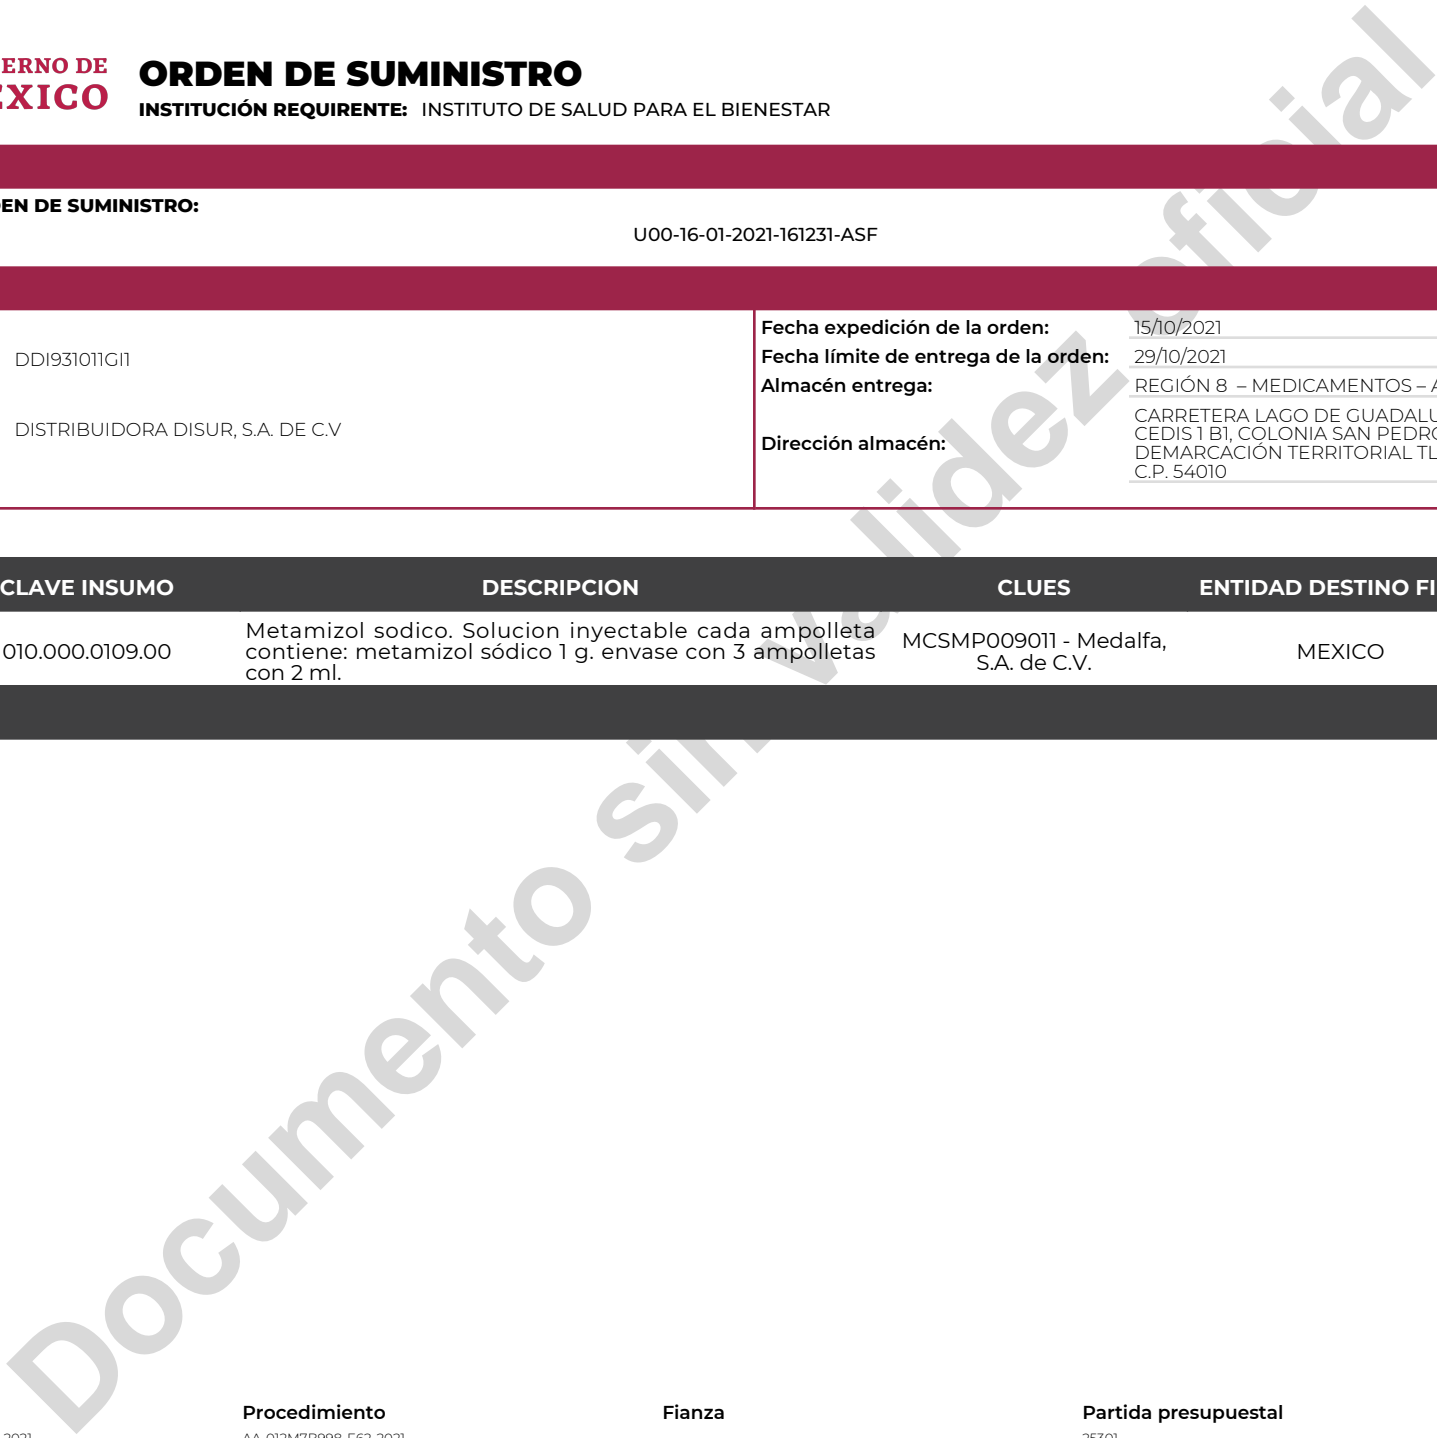 ERNO DE
EXICO
ORDEN DE SUMINISTRO
INSTITUCIÓN REQUIRENTE: INSTITUTO DE SALUD PARA EL BIENESTAR
EN DE SUMINISTRO:
U00-16-01-2021-161231-ASF
DDI931011GI1
DISTRIBUIDORA DISUR, S.A. DE C.V
Fecha expedición de la orden: 15/10/2021
Fecha límite de entrega de la orden: 29/10/2021
Almacén entrega: REGIÓN 8 – MEDICAMENTOS – A
Dirección almacén:
CARRETERA LAGO DE GUADALU
CEDIS 1 B1, COLONIA SAN PEDRO
DEMARCACIÓN TERRITORIAL TL
C.P. 54010
CLAVE INSUMO DESCRIPCION CLUES ENTIDAD DESTINO FI
010.000.0109.00
Metamizol sodico. Solucion inyectable cada ampolleta
contiene: metamizol sódico 1 g. envase con 3 ampolletas
con 2 ml.
MCSMP009011 - Medalfa,
S.A. de C.V.
MEXICO
Documento sin validez oficial
Procedimiento Fianza Partida presupuestal